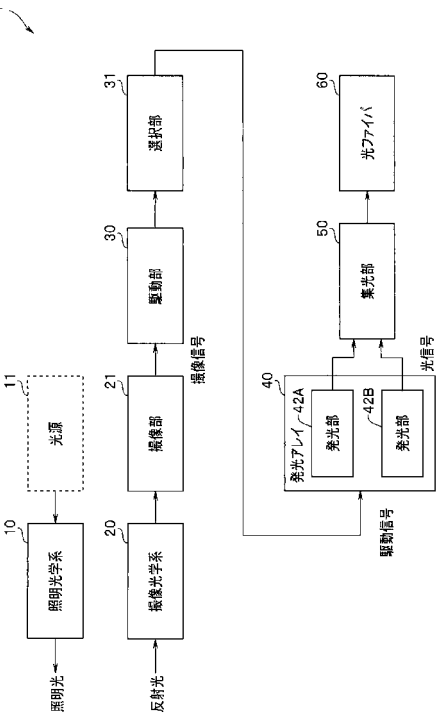 11
光源
10
照明光学系
照明光
31
選択部
30
駆動部
撮像信号
21
撮像部
20
撮像光学系
反射光
60
光ファイバ
50
集光部
光信号
40
発光アレイ
42A
発光部
42B
発光部
駆動信号